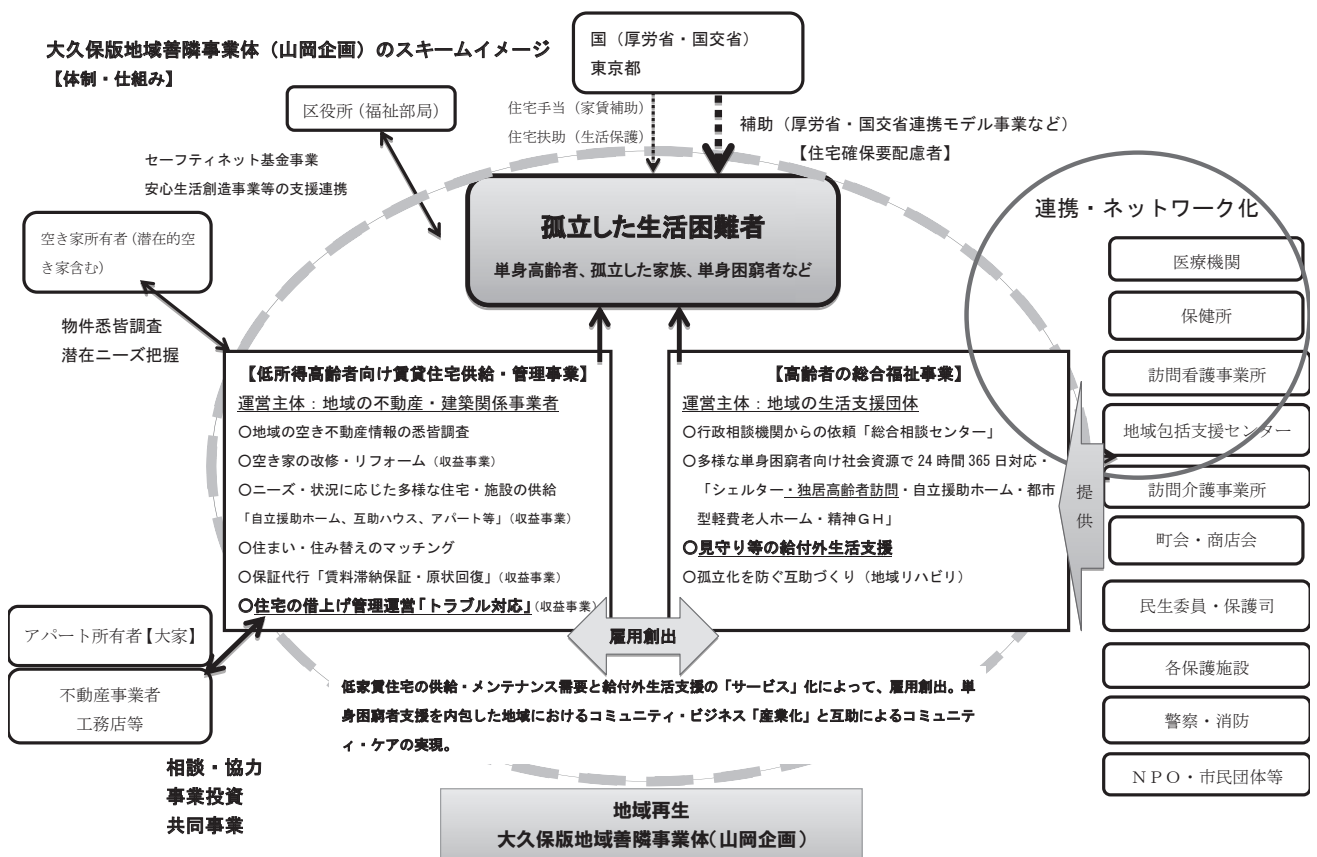 大久保版地域善隣事業体（山岡企画）のスキームイメージ
【体制・仕組み】
国（厚労省・国交省）
東京都
区役所（福祉部局）
住宅手当（家賃補助）
住宅扶助（生活保護）
補助（厚労省・国交省連携モデル事業など）
【住宅確保要配慮者】
セーフティネット基金事業
安心生活創造事業等の支援連携
孤立した生活困難者
単身高齢者、孤立した家族、単身困窮者など
空き家所有者（潜在的空
き家含む）
物件悉皆調査
潜在ニーズ把握
【低所得高齢者向け賃貸住宅供給・管理事業】
運営主体：地域の不動産・建築関係事業者
○地域の空き不動産情報の悉皆調査
○空き家の改修・リフォーム（収益事業）
○ニーズ・状況に応じた多様な住宅・施設の供給
「自立援助ホーム、互助ハウス、アパート等」（収益事業）
○住まい・住み替えのマッチング
○保証代行「賃料滞納保証・原状回復」（収益事業）
○住宅の借上げ管理運営「トラブル対応」（収益事業）
【高齢者の総合福祉事業】
運営主体：地域の生活支援団体
○行政相談機関からの依頼「総合相談センター」
○多様な単身困窮者向け社会資源で 24 時間 365 日対応・
「シェルター・独居高齢者訪問・自立援助ホーム・都市
型軽費老人ホーム・精神ＧＨ」
○見守り等の給付外生活支援
○孤立化を防ぐ互助づくり（地域リハビリ）
雇用創出
提
供
連携・ネットワーク化
医療機関
保健所
訪問看護事業所
地域包括支援センター
訪問介護事業所
町会・商店会
民生委員・保護司
各保護施設
警察・消防
ＮＰＯ・市民団体等
アパート所有者【大家】
不動産事業者
工務店等
相談・協力
事業投資
共同事業
低家賃住宅の供給・メンテナンス需要と給付外生活支援の「サービス」化によって、雇用創出。単
身困窮者支援を内包した地域におけるコミュニティ・ビジネス「産業化」と互助によるコミュニテ
ィ・ケアの実現。
地域再生
大久保版地域善隣事業体（山岡企画）